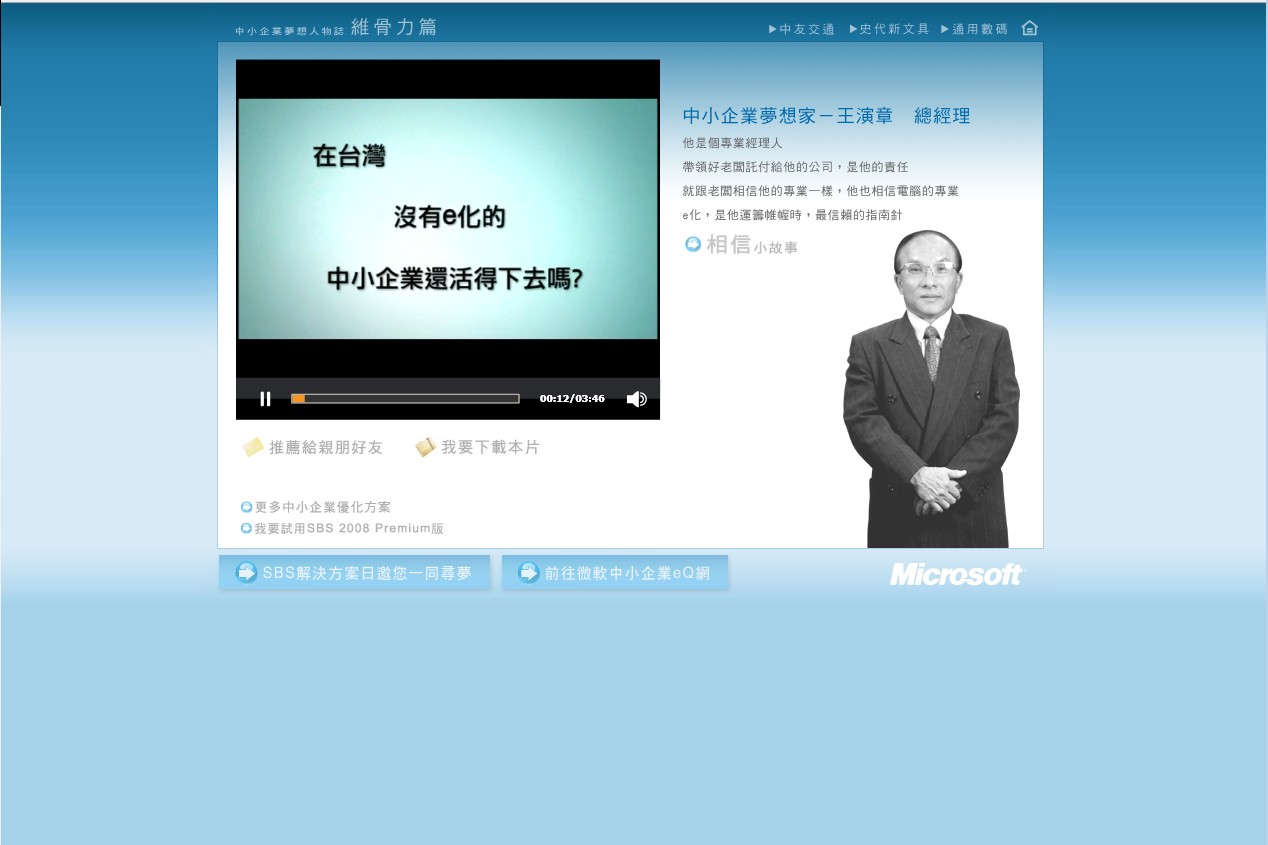 中小企業夢想人物誌 維骨力篇
▶中友交通 ▶史代新文具 ▶通用數碼
在台灣
沒有e化的
中小企業還活得下去嗎?
00:12/03:46
中小企業夢想家－王演章 總經理
他是個專業經理人
帶領好老闆託付給他的公司，是他的責任
就跟老闆相信他的專業一樣，他也相信電腦的專業
e化，是他運籌帷幄時，最信賴的指南針
相信小故事
推薦給親朋好友 我要下載本片
更多中小企業優化方案
我要試用SBS 2008 Premium版
SBS解決方案日邀您一同尋夢 前往微軟中小企業eQ網
Microsoft